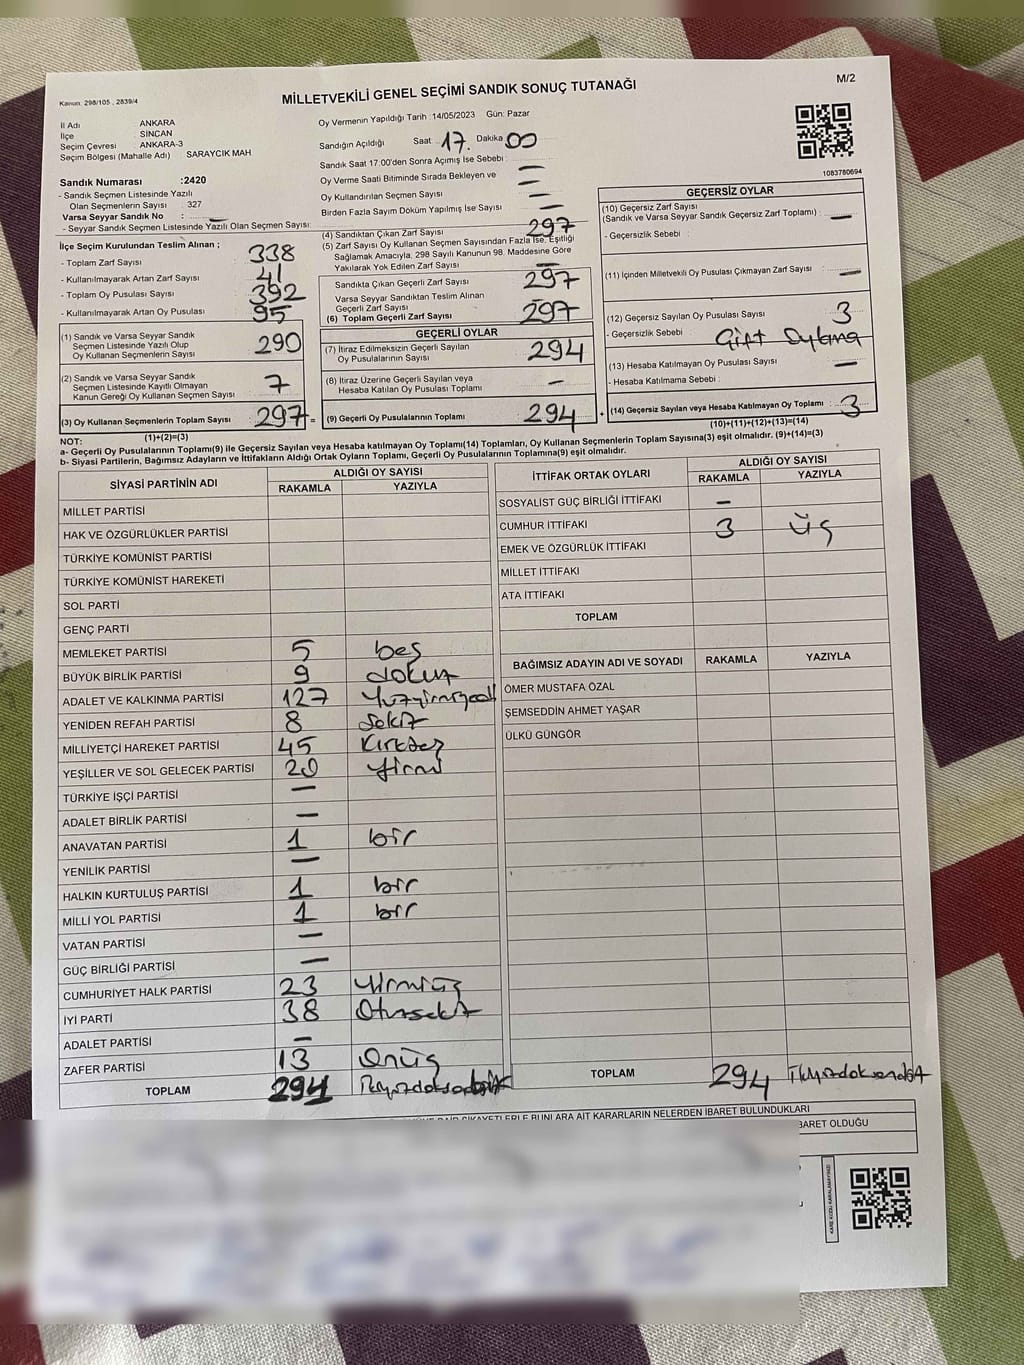 Kanun. 298/105 , 2839/4
MİLLETVEKİLİ GENEL SEÇİMİ SANDIK SONUÇ TUTANAĞI
M/2
İl Adı ANKARA
İlçe SİNCAN
Seçim Çevresi ANKARA-3
Seçim Bölgesi (Mahalle Adı) SARAYCIK MAH
Sandık Numarası :2420
- Sandık Seçmen Listesinde Yazılı
Olan Seçmenlerin Sayısı : 327
Varsa Seyyar Sandık No : -
- Seyyar Sandık Seçmen Listesinde Yazılı Olan Seçmen Sayısı:
Oy Vermenin Yapıldığı Tarih :14/05/2023 Gün: Pazar
Sandığın Açıldığı Saat 17. Dakika 00
Sandık Saat 17:00'den Sonra Açımış İse Sebebi :
Oy Verme Saati Bitiminde Sırada Bekleyen ve -
Oy Kullandırılan Seçmen Sayısı -
Birden Fazla Sayım Döküm Yapılmış İse Sayısı -
1083780694
İlçe Seçim Kurulundan Teslim Alınan ;
- Toplam Zarf Sayısı 338
- Kullanılmayarak Artan Zarf Sayısı 41
- Toplam Oy Pusulası Sayısı 392
- Kullanılmayarak Artan Oy Pusulası 95
(1) Sandık ve Varsa Seyyar Sandık
Seçmen Listesinde Yazılı Olup
Oy Kullanan Seçmenlerin Sayısı 290
(2) Sandık ve Varsa Seyyar Sandık
Seçmen Listesinde Kayıtlı Olmayan
Kanun Gereği Oy Kullanan Seçmen Sayısı 7
(3) Oy Kullanan Seçmenlerin Toplam Sayısı 297 =
(1)+(2)=(3)
(4) Sandıktan Çıkan Zarf Sayısı 297
(5) Zarf Sayısı Oy Kullanan Seçmen Sayısından Fazla İse, Eşitliği
Sağlamak Amacıyla, 298 Sayılı Kanunun 98. Maddesine Göre
Yakılarak Yok Edilen Zarf Sayısı -
Sandıkta Çıkan Geçerli Zarf Sayısı 297
Varsa Seyyar Sandıktan Teslim Alınan
Geçerli Zarf Sayısı -
(6) Toplam Geçerli Zarf Sayısı 297
GEÇERLİ OYLAR
(7) İtiraz Edilmeksizin Geçerli Sayılan
Oy Pusulalarının Sayısı 294
(8) İtiraz Üzerine Geçerli Sayılan veya
Hesaba Katılan Oy Pusulası Toplamı -
(9) Geçerli Oy Pusulalarının Toplamı 294 +
GEÇERSİZ OYLAR
(10) Geçersiz Zarf Sayısı
(Sandık ve Varsa Seyyar Sandık Geçersiz Zarf Toplamı) : -
- Geçersizlik Sebebi :
(11) İçinden Milletvekili Oy Pusulası Çıkmayan Zarf Sayısı : -
(12) Geçersiz Sayılan Oy Pusulası Sayısı : 3
- Geçersizlik Sebebi : Çift Oylama
(13) Hesaba Katılmayan Oy Pusulası Sayısı : -
- Hesaba Katılmama Sebebi :
(14) Geçersiz Sayılan veya Hesaba Katılmayan Oy Toplamı : 3
(10)+(11)+(12)+(13)=(14)
NOT:
a- Geçerli Oy Pusulalarının Toplamı(9) ile Geçersiz Sayılan veya Hesaba katılmayan Oy Toplamı(14) Toplamları, Oy Kullanan Seçmenlerin Toplam Sayısına(3) eşit olmalıdır. (9)+(14)=(3)
b- Siyasi Partilerin, Bağımsız Adayların ve İttifakların Aldığı Ortak Oyların Toplamı, Geçerli Oy Pusulalarının Toplamına(9) eşit olmalıdır.
SİYASİ PARTİNİN ADI
ALDIĞI OY SAYISI
RAKAMLA YAZIYLA
MİLLET PARTİSİ
HAK VE ÖZGÜRLÜKLER PARTİSİ
TÜRKİYE KOMÜNİST PARTİSİ
TÜRKİYE KOMÜNİST HAREKETİ
SOL PARTİ
GENÇ PARTİ
MEMLEKET PARTİSİ 5 beş
BÜYÜK BİRLİK PARTİSİ 9 dokuz
ADALET VE KALKINMA PARTİSİ 127 Yüzyirmiyedi
YENİDEN REFAH PARTİSİ 8 Sekiz
MİLLİYETÇİ HAREKET PARTİSİ 45 Kırkbeş
YEŞİLLER VE SOL GELECEK PARTİSİ 20 yirmi
TÜRKİYE İŞÇİ PARTİSİ -
ADALET BİRLİK PARTİSİ -
ANAVATAN PARTİSİ 1 bir
YENİLİK PARTİSİ -
HALKIN KURTULUŞ PARTİSİ 1 bir
MİLLİ YOL PARTİSİ 1 bir
VATAN PARTİSİ -
GÜÇ BİRLİĞİ PARTİSİ -
CUMHURİYET HALK PARTİSİ 23 Yirmiüç
İYİ PARTİ 38 Otuzsekiz
ADALET PARTİSİ -
ZAFER PARTİSİ 13 Onüç
TOPLAM 294
İTTİFAK ORTAK OYLARI
ALDIĞI OY SAYISI
RAKAMLA YAZIYLA
SOSYALİST GÜÇ BİRLİĞİ İTTİFAKI -
CUMHUR İTTİFAKI 3 üç
EMEK VE ÖZGÜRLÜK İTTİFAKI
MİLLET İTTİFAKI
ATA İTTİFAKI
TOPLAM
BAĞIMSIZ ADAYIN ADI VE SOYADI RAKAMLA YAZIYLA
ÖMER MUSTAFA ÖZAL
ŞEMSEDDİN AHMET YAŞAR
ÜLKÜ GÜNGÖR
TOPLAM 294
ARA AİT KARARLARIN NELERDEN İBARET BULUNDUKLARI
BARET OLDUĞU